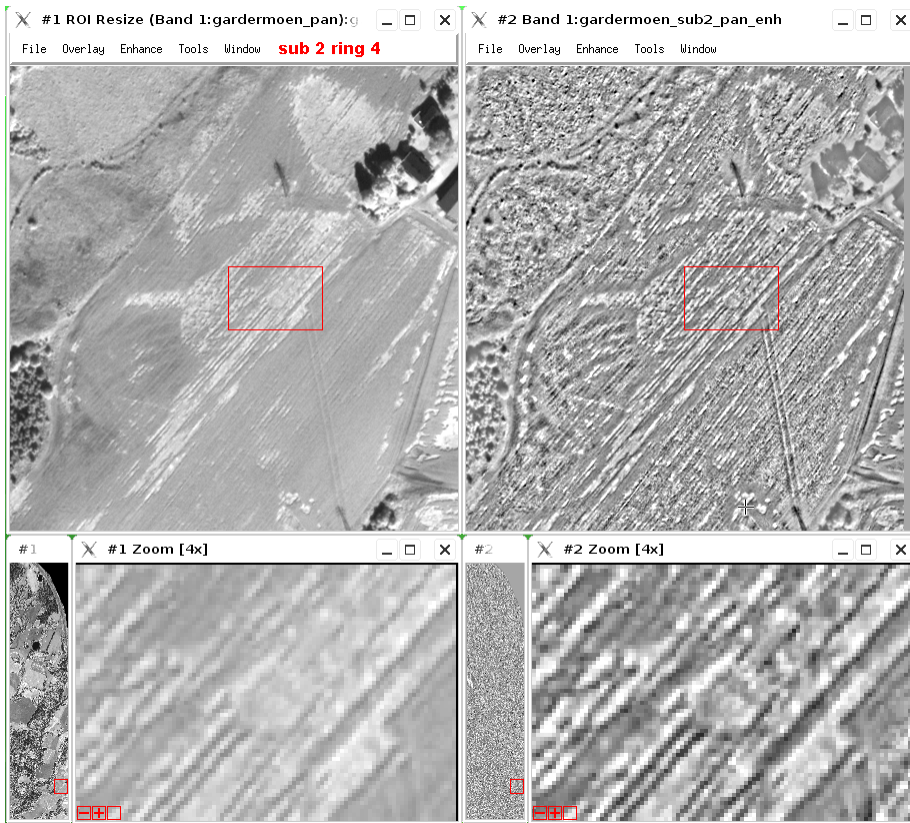 #1 ROI Resize (Band 1:gardermoen_pan):g
File Overlay Enhance Tools Window sub 2 ring 4
#2 Band 1:gardermoen_sub2_pan_enh
File Overlay Enhance Tools Window
#1
#1 Zoom [4x]
#2
#2 Zoom [4x]